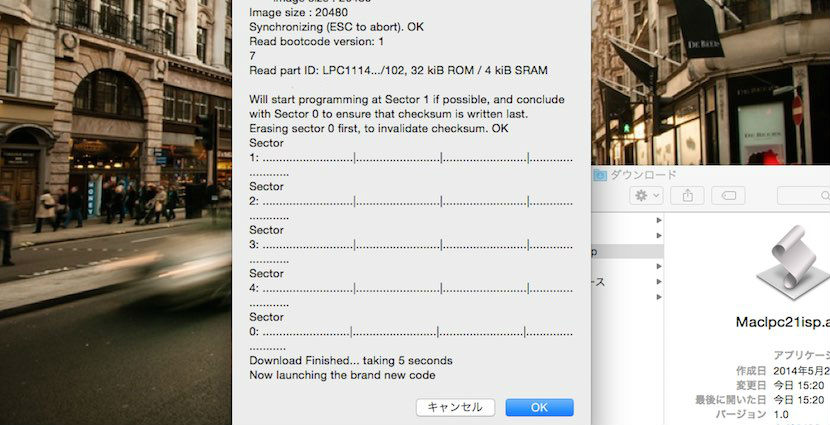 Image size : 20480
Synchronizing (ESC to abort). OK
Read bootcode version: 1
7
Read part ID: LPC1114.../102, 32 kiB ROM / 4 kiB SRAM
Will start programming at Sector 1 if possible, and conclude
with Sector 0 to ensure that checksum is written last.
Erasing sector 0 first, to invalidate checksum. OK
Sector
1: ..............................|............................|............................|...............
.............
Sector
2: ..............................|............................|............................|...............
.............
Sector
3: ..............................|............................|............................|...............
.............
Sector
4: ..............................|............................|............................|...............
.............
Sector
0: .............................|............................|............................|...............
............
Download Finished... taking 5 seconds
Now launching the brand new code
キャンセル
OK
DE BEERS
DE BEERS
MONEY
ダウンロード
p
ース
Maclpc21isp.a
アプリケーシ
作成日 2014年5月2
変更日 今日 15:20
最後に開いた日 今日 15:20
バージョン 1.0